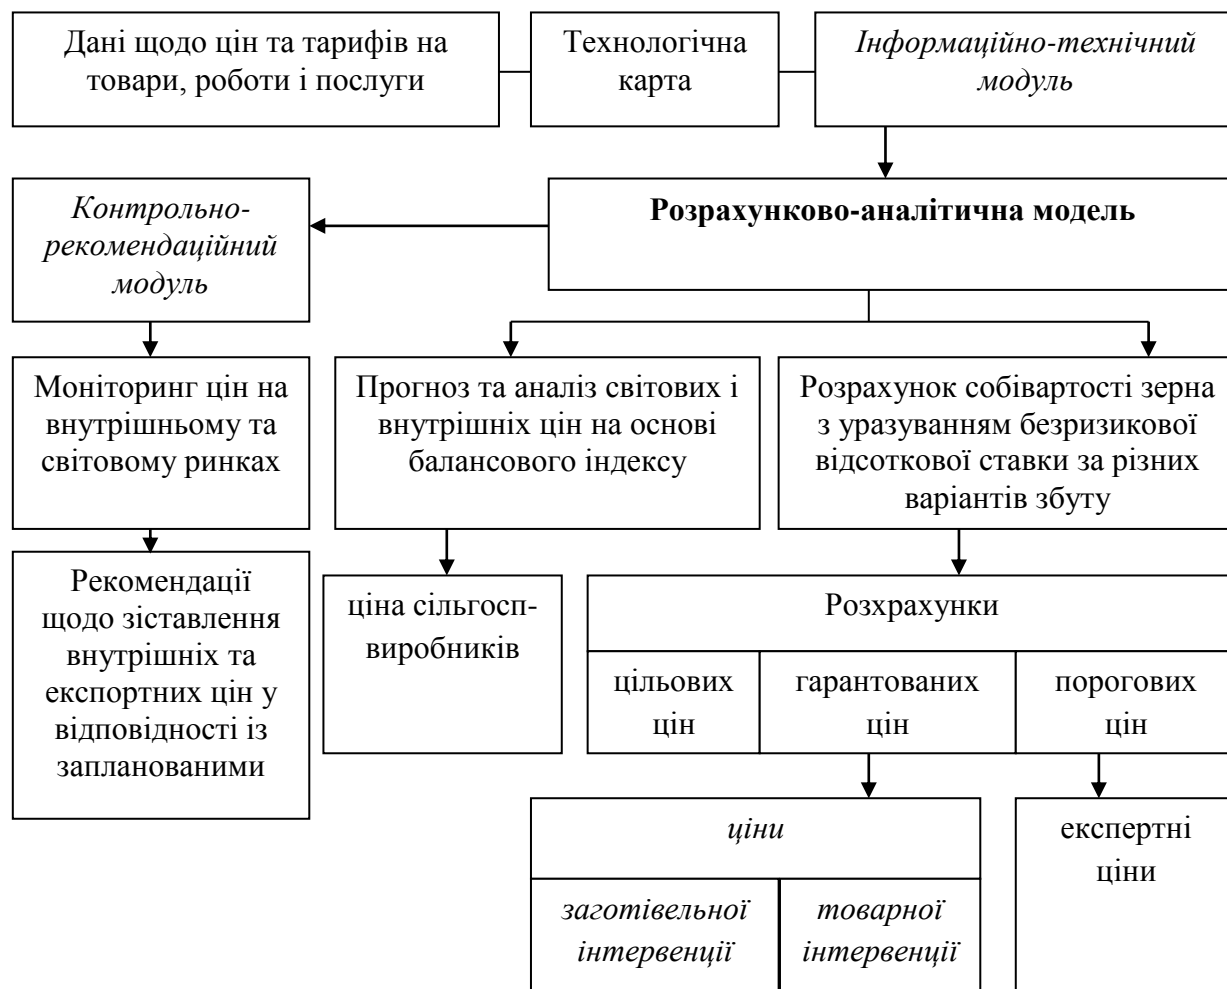 Дані щодо цін та тарифів на
товари, роботи і послуги
Технологічна
карта
Інформаційно-технічний
модуль
Контрольно-
рекомендаційний
модуль
Розрахунково-аналітична модель
Моніторинг цін на
внутрішньому та
світовому ринках
Прогноз та аналіз світових і
внутрішніх цін на основі
балансового індексу
Розрахунок собівартості зерна
з уразуванням безризикової
відсоткової ставки за різних
варіантів збуту
Рекомендації
щодо зіставлення
внутрішніх та
експортних цін у
відповідності із
запланованими
ціна сільгосп-
виробників
Розхрахунки
цільових
цін
гарантованих
цін
порогових
цін
ціни
заготівельної
інтервенції
товарної
інтервенції
експертні
ціни